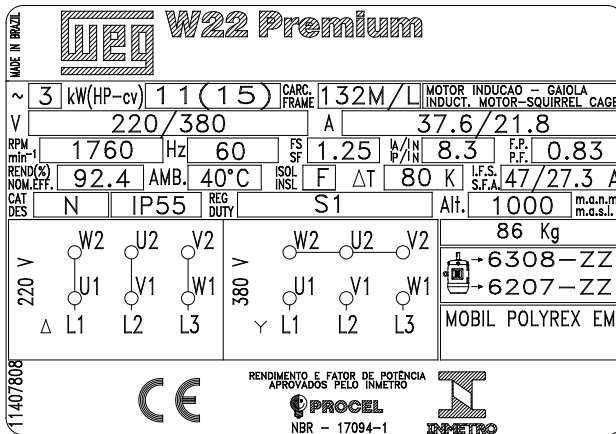 MADE IN BRAZIL
WEG W22 Premium
~ 3 kW(HP-cv) 11(15) CARC. FRAME 132M/L MOTOR INDUCAO - GAIOLA
INDUCT. MOTOR-SQUIRREL CAGE
V 220/380 A 37.6/21.8
RPM min-1 1760 Hz 60 FS SF 1.25 IA/IN IP/IN 8.3 F.P. P.F. 0.83
REND(%) NOM.EFF. 92.4 AMB. 40°C ISOL INSL F ΔT 80 K I.F.S. S.F.A. 47/27.3 A
CAT DES N IP55 REG DUTY S1 Alt. 1000 m.a.n.m m.a.s.l.
86 Kg
220 V
W2 U2 V2
U1 V1 W1
Δ L1 L2 L3
380 V
W2 U2 V2
U1 V1 W1
Y L1 L2 L3
6308-ZZ
6207-ZZ
MOBIL POLYREX EM
11407808
CE
RENDIMENTO E FATOR DE POTÊNCIA
APROVADOS PELO INMETRO
PROCEL
NBR - 17094-1
INMETRO